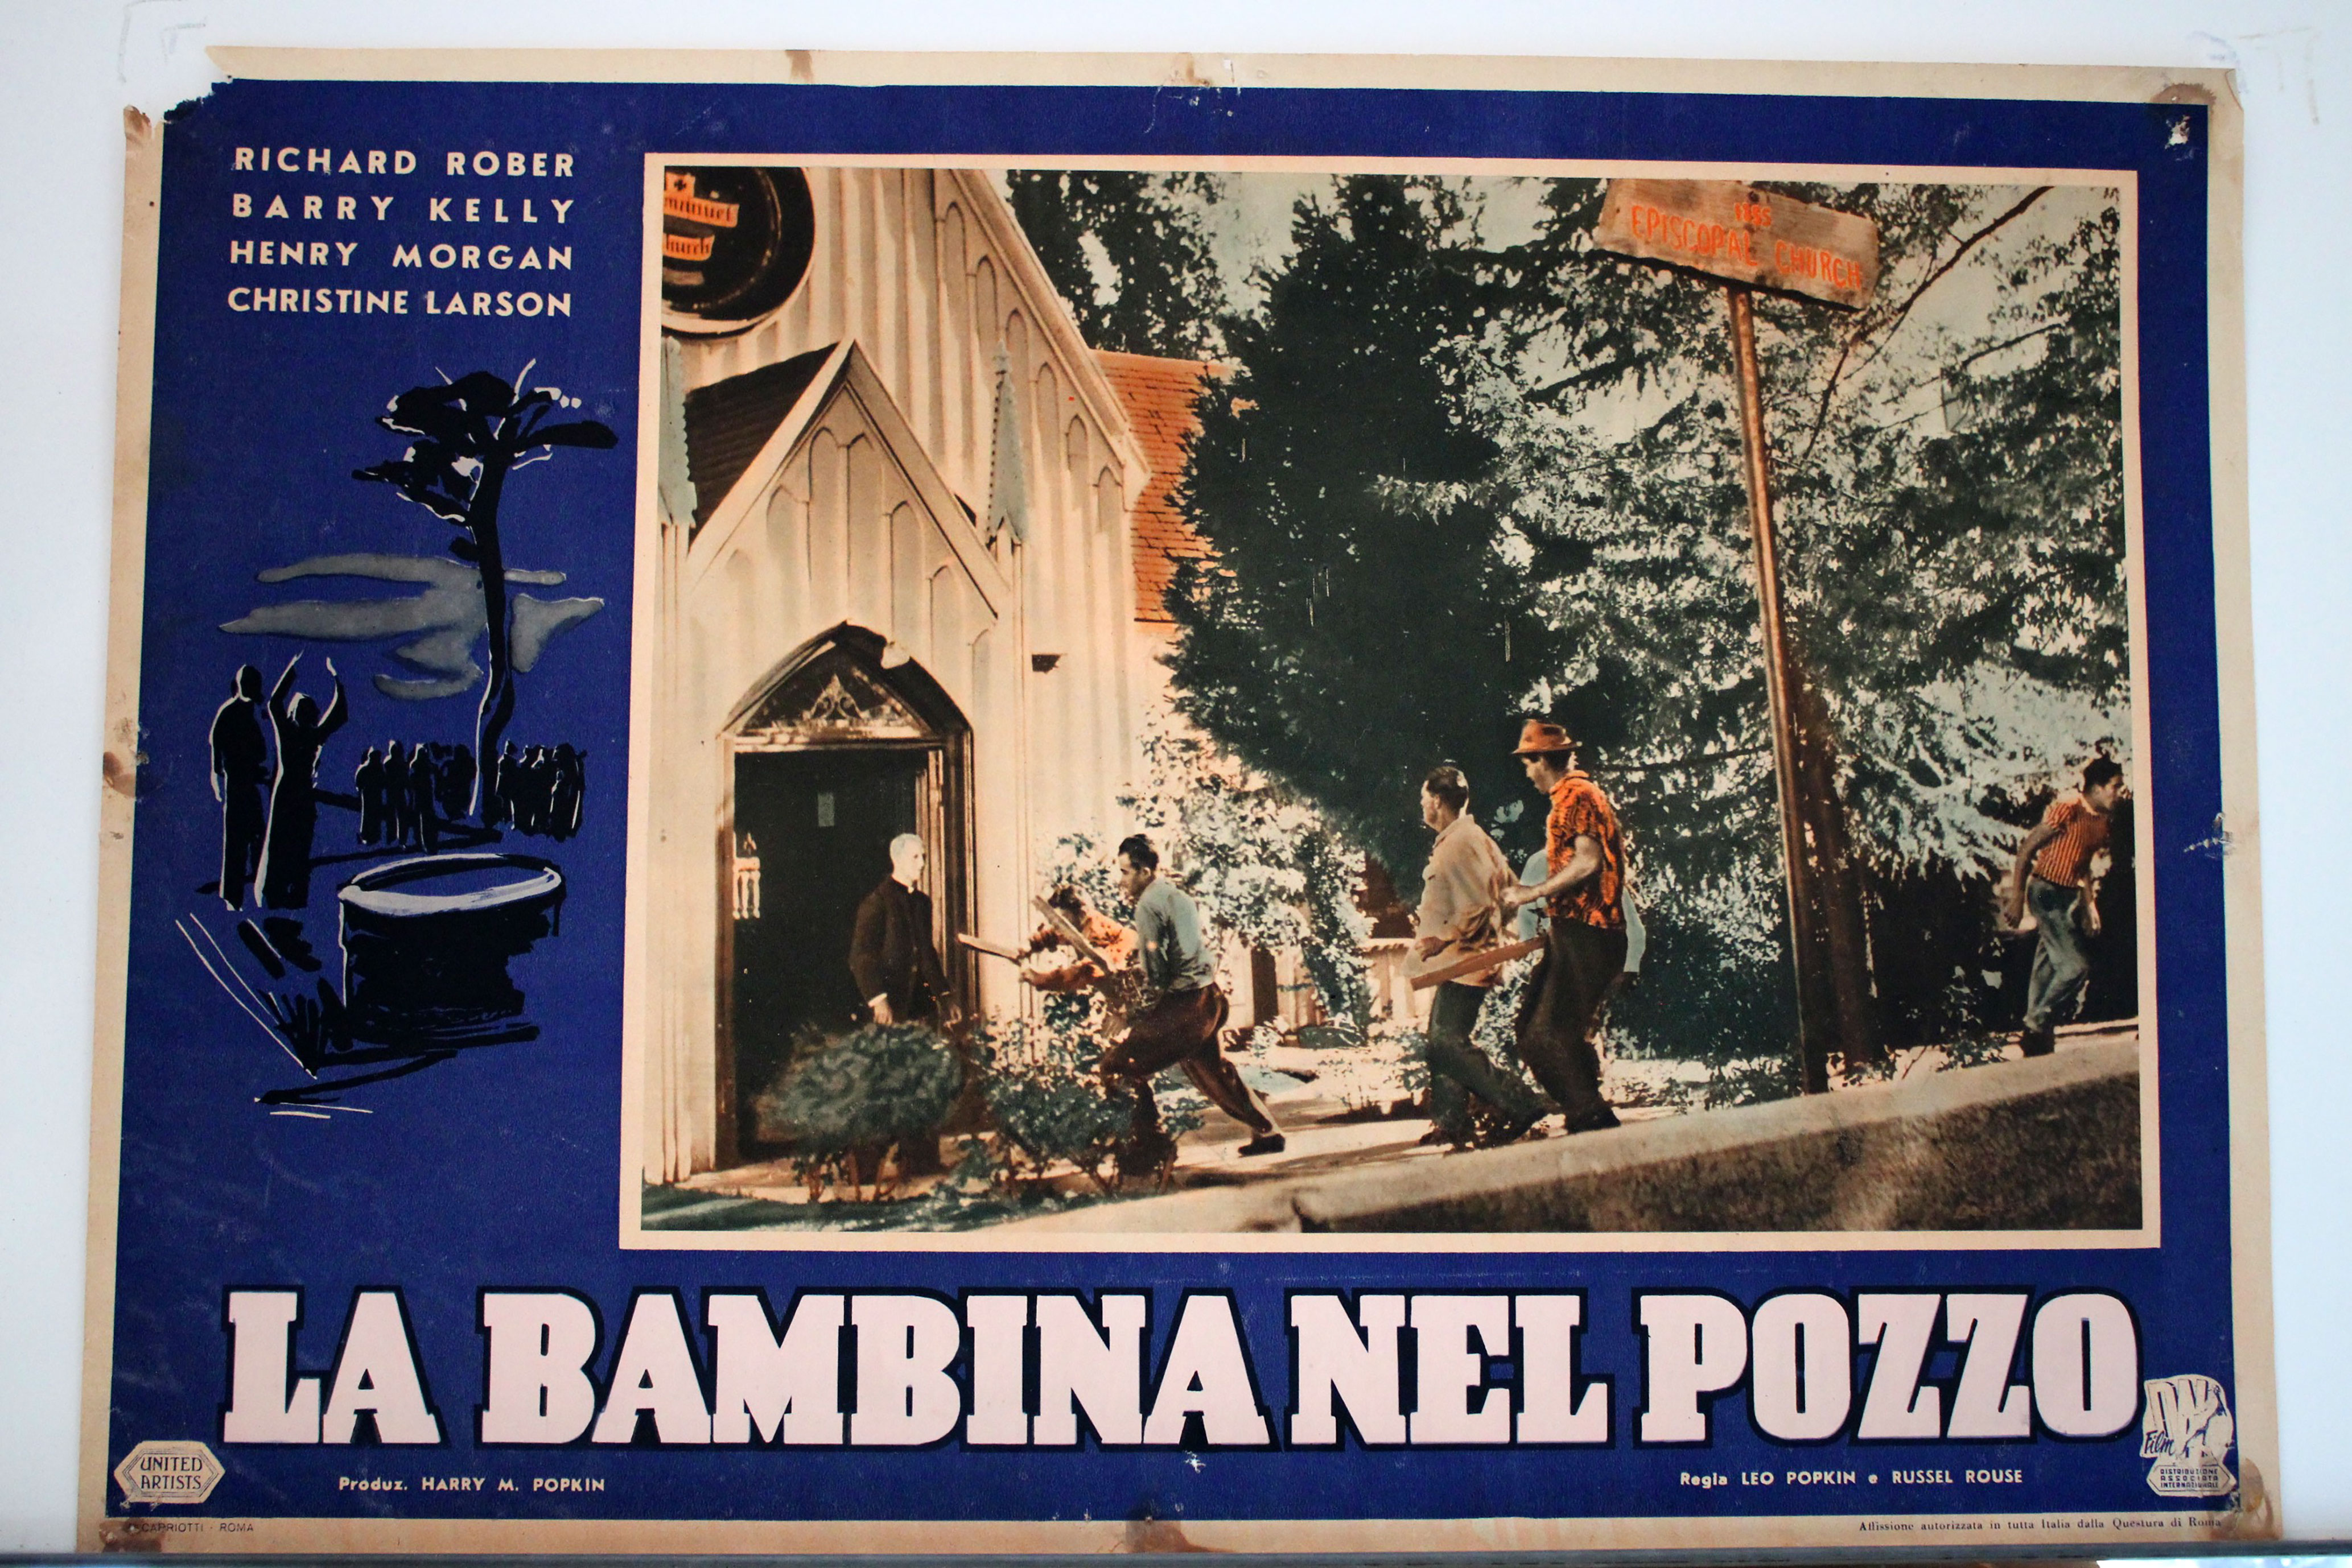 RICHARD ROBER
BARRY KELLY
HENRY MORGAN
CHRISTINE LARSON
1855
EPISCOPAL CHURCH
LA BAMBINA NEL POZZO
UNITED
ARTISTS
Produz. HARRY M. POPKIN
Regia LEO POPKIN e RUSSEL ROUSE
Film
DISTRIBUZIONE
ASSOCIATA
INTERNAZIONALE
CAPRIOTTI - ROMA
Affissione autorizzata in tutta Italia dalla Questura di Roma